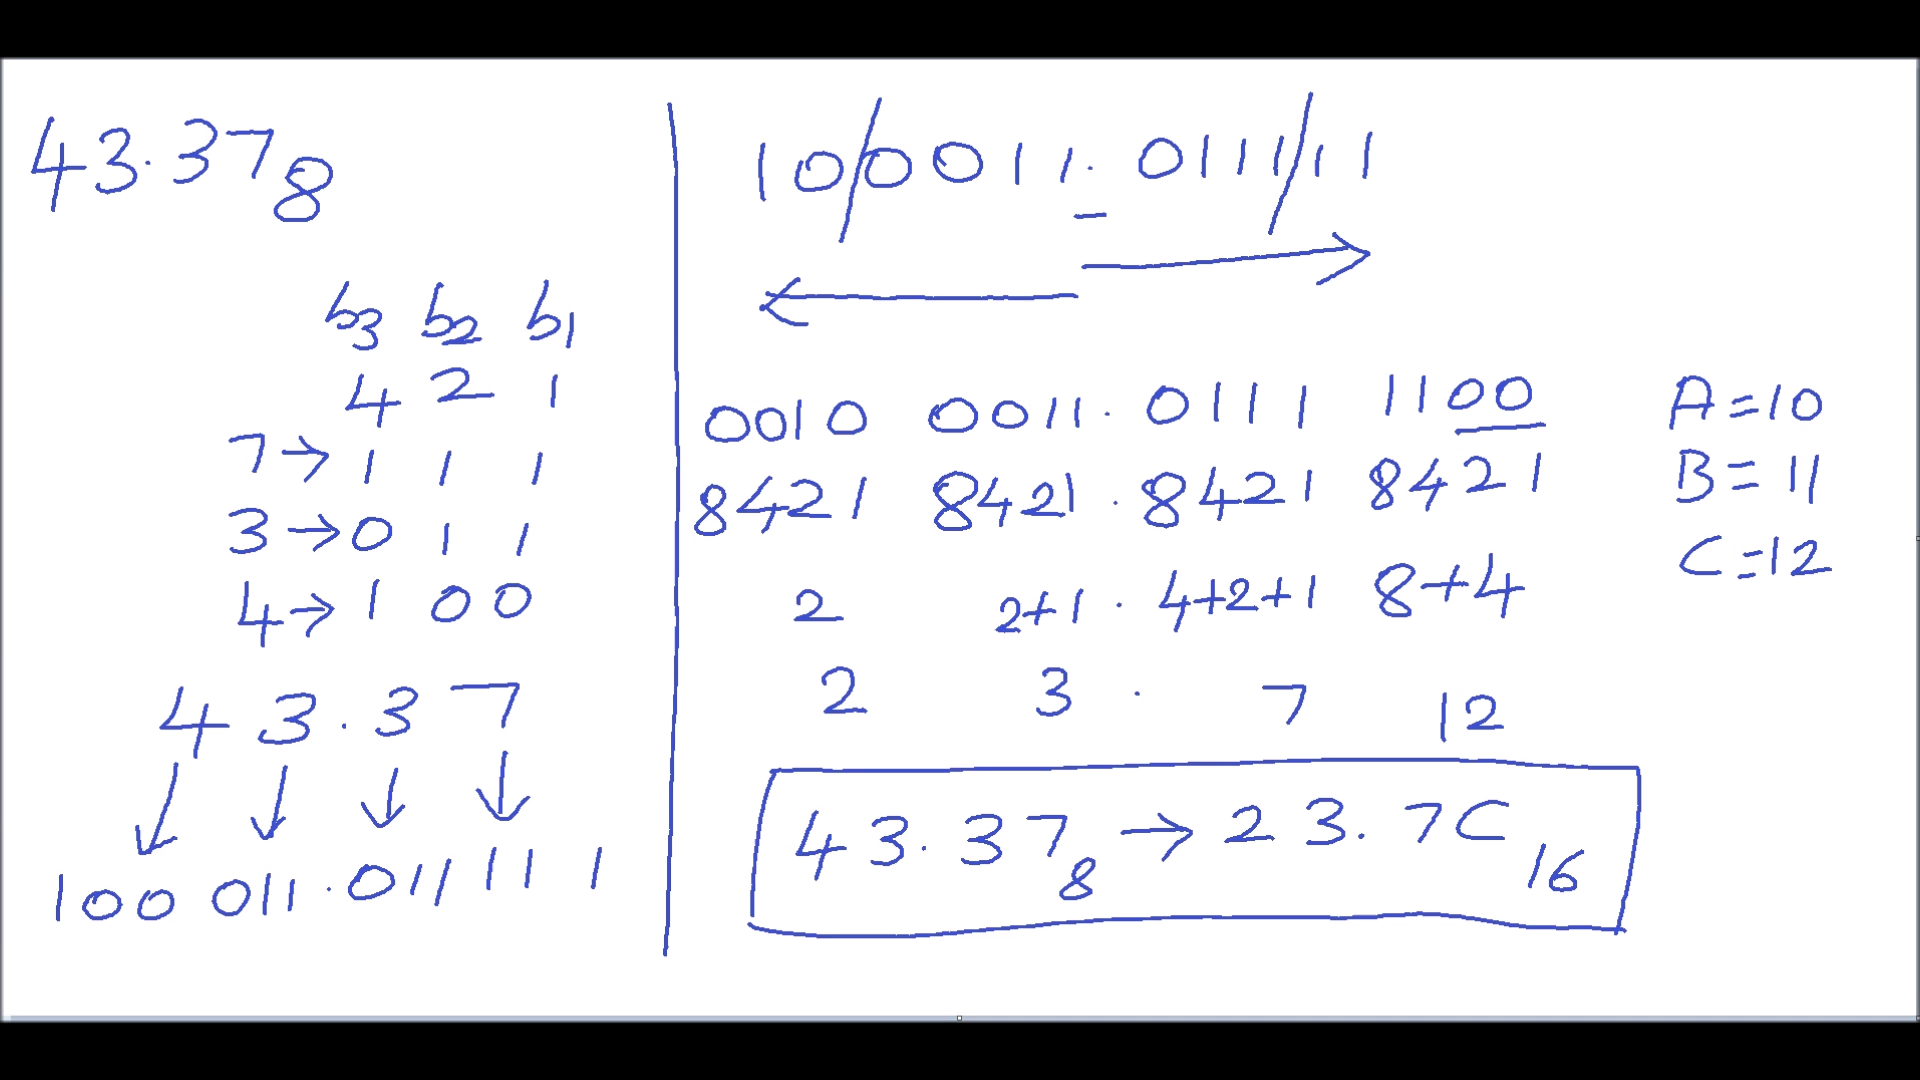 43.37₈
b₃ b₂ b₁
4 2 1
7 → 1 1 1
3 → 0 1 1
4 → 1 0 0
4 3 . 3 7
↓ ↓ ↓ ↓
100 011 . 011 111
10/0011 . 0111/11
0010 0011 . 0111 1100
8421 8421 . 8421 8421
2 2+1 . 4+2+1 8+4
2 3 . 7 12
43.37₈ → 23.7C₁₆
A = 10
B = 11
C = 12